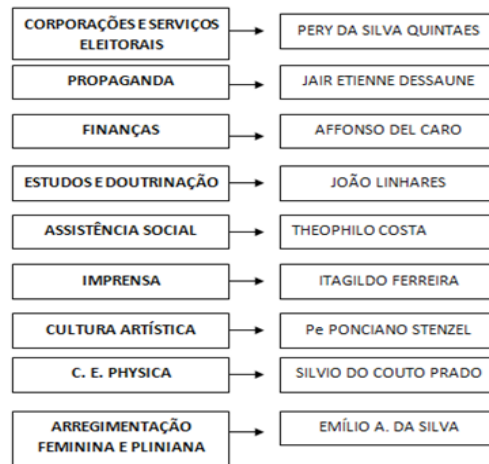 CORPORAÇÕES E SERVIÇOS
ELEITORAIS
PERY DA SILVA QUINTAES
PROPAGANDA
JAIR ETIENNE DESSAUNE
FINANÇAS
AFFONSO DEL CARO
ESTUDOS E DOUTRINAÇÃO
JOÃO LINHARES
ASSISTÊNCIA SOCIAL
THEOPHILO COSTA
IMPRENSA
ITAGILDO FERREIRA
CULTURA ARTÍSTICA
Pe PONCIANO STENZEL
C. E. PHYSICA
SILVIO DO COUTO PRADO
ARREGIMENTAÇÃO
FEMININA E PLINIANA
EMÍLIO A. DA SILVA